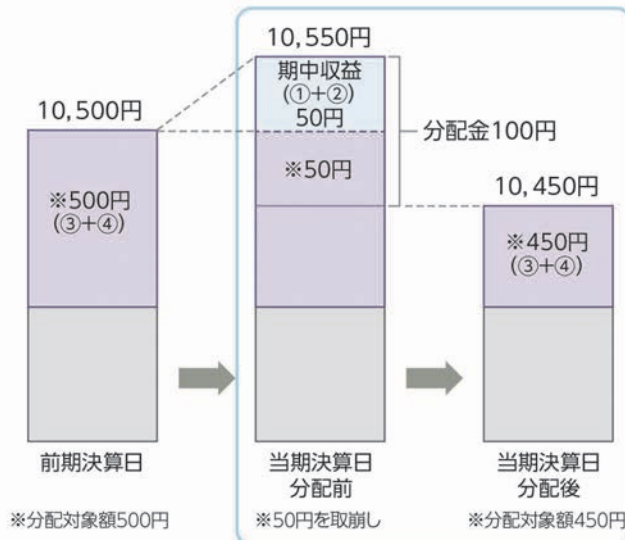 10,500円
※500円
(③+④)
前期決算日
※分配対象額500円
10,550円
期中収益
(①+②)
50円
※50円
分配金100円
当期決算日
分配前
※50円を取崩し
10,450円
※450円
(③+④)
当期決算日
分配後
※分配対象額450円